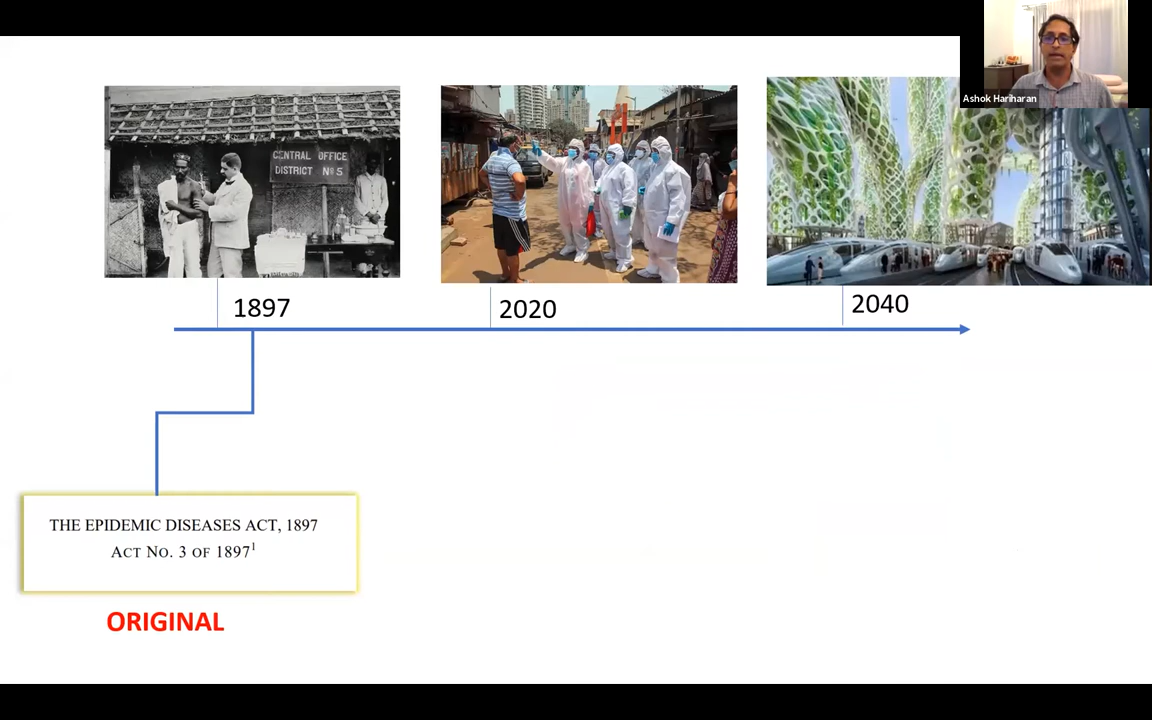 Ashok Hariharan
CENTRAL OFFICE
DISTRICT No 5
1897
2020
2040
THE EPIDEMIC DISEASES ACT, 1897
ACT NO. 3 OF 1897¹
ORIGINAL